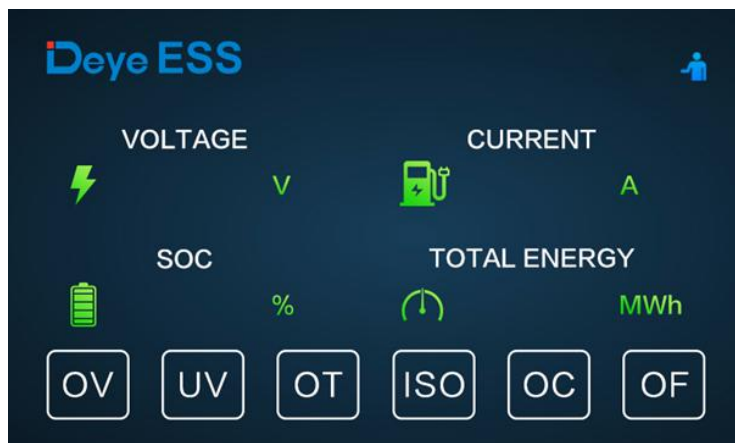 Deye ESS
VOLTAGE CURRENT
V A
SOC TOTAL ENERGY
% MWh
OV UV OT ISO OC OF